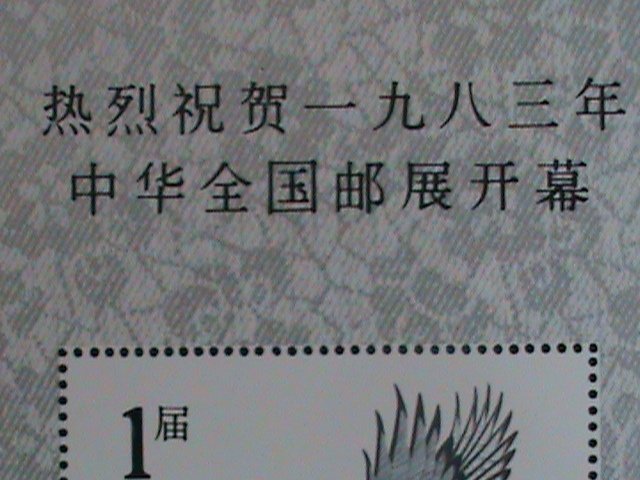 热烈祝贺一九八三年
中华全国邮展开幕
1届